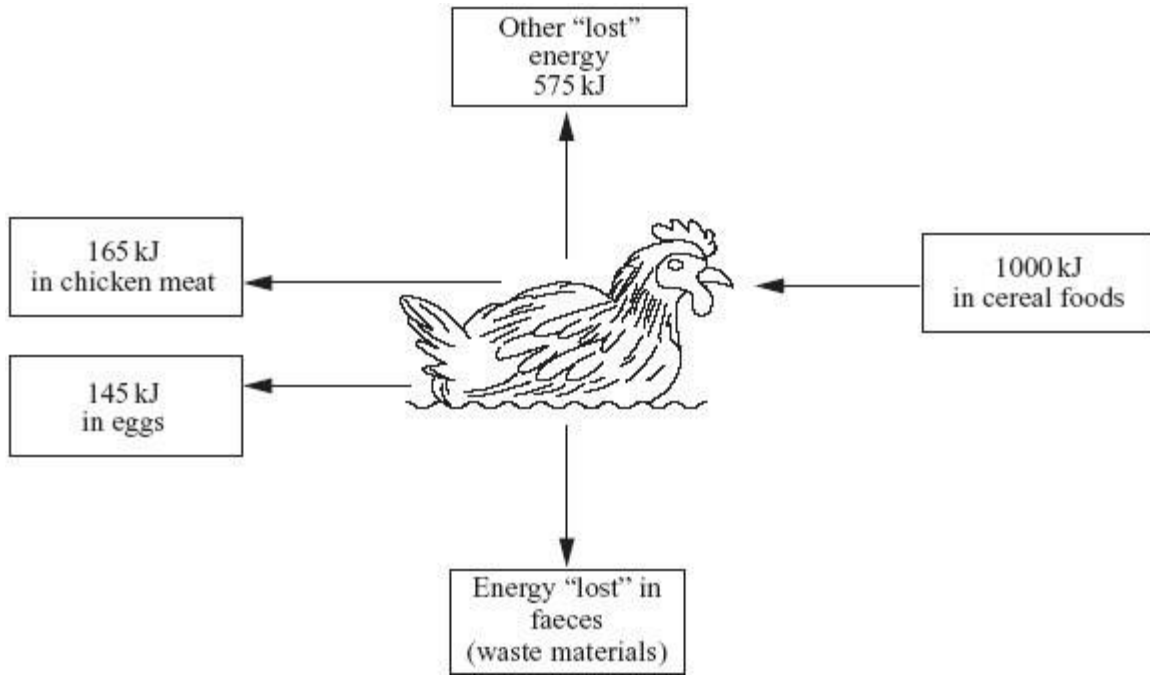 Other “lost”
energy
575 kJ
165 kJ
in chicken meat
1000 kJ
in cereal foods
145 kJ
in eggs
Energy “lost” in
faeces
(waste materials)